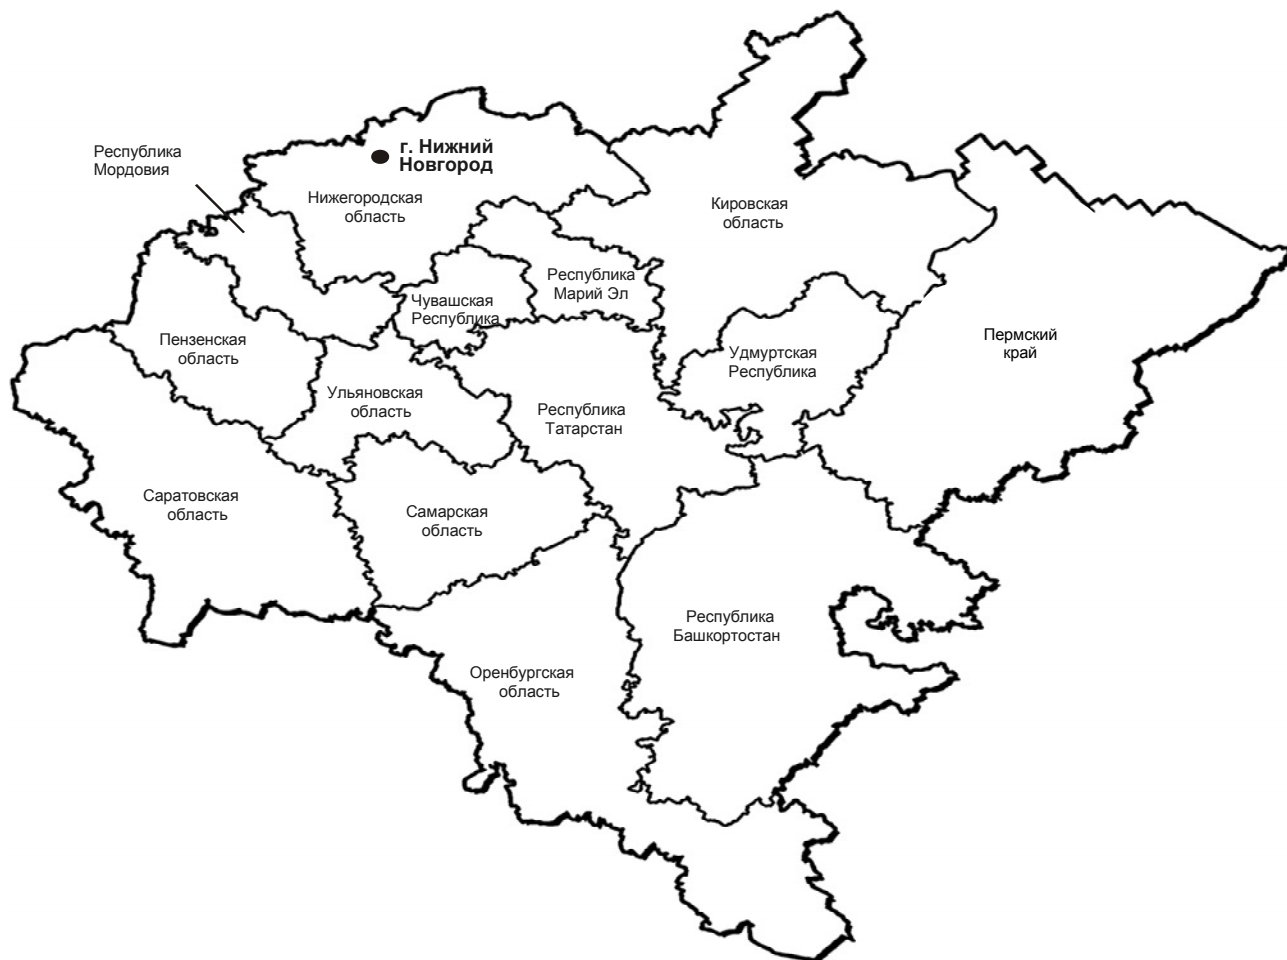 Республика
Мордовия
г. Нижний
Новгород
Нижегородская
область
Кировская
область
Республика
Марий Эл
Чувашская
Республика
Пензенская
область
Удмуртская
Республика
Пермский
край
Ульяновская
область
Республика
Татарстан
Саратовская
область
Самарская
область
Республика
Башкортостан
Оренбургская
область